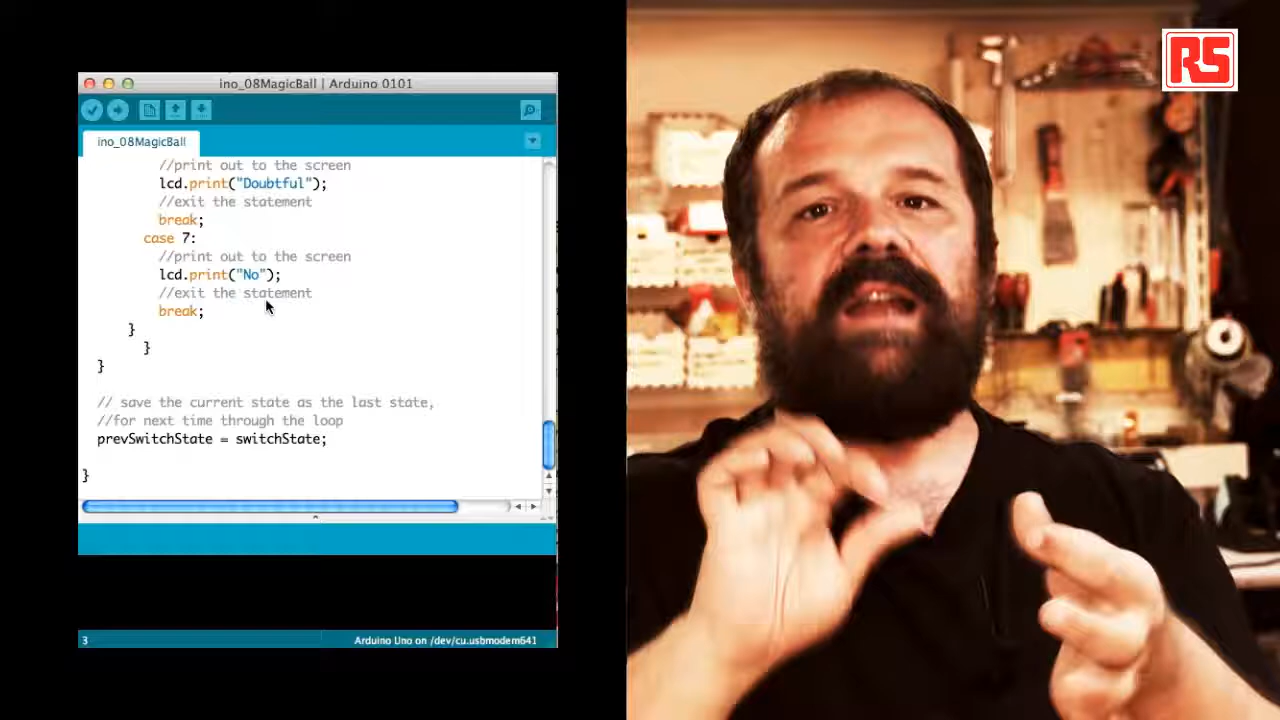 ino_08MagicBall | Arduino 0101
ino_08MagicBall
//print out to the screen
lcd.print("Doubtful");
//exit the statement
break;
case 7:
//print out to the screen
lcd.print("No");
//exit the statement
break;
}
}
}
// save the current state as the last state,
//for next time through the loop
prevSwitchState = switchState;
}
3
Arduino Uno on /dev/cu.usbmodem641
RS